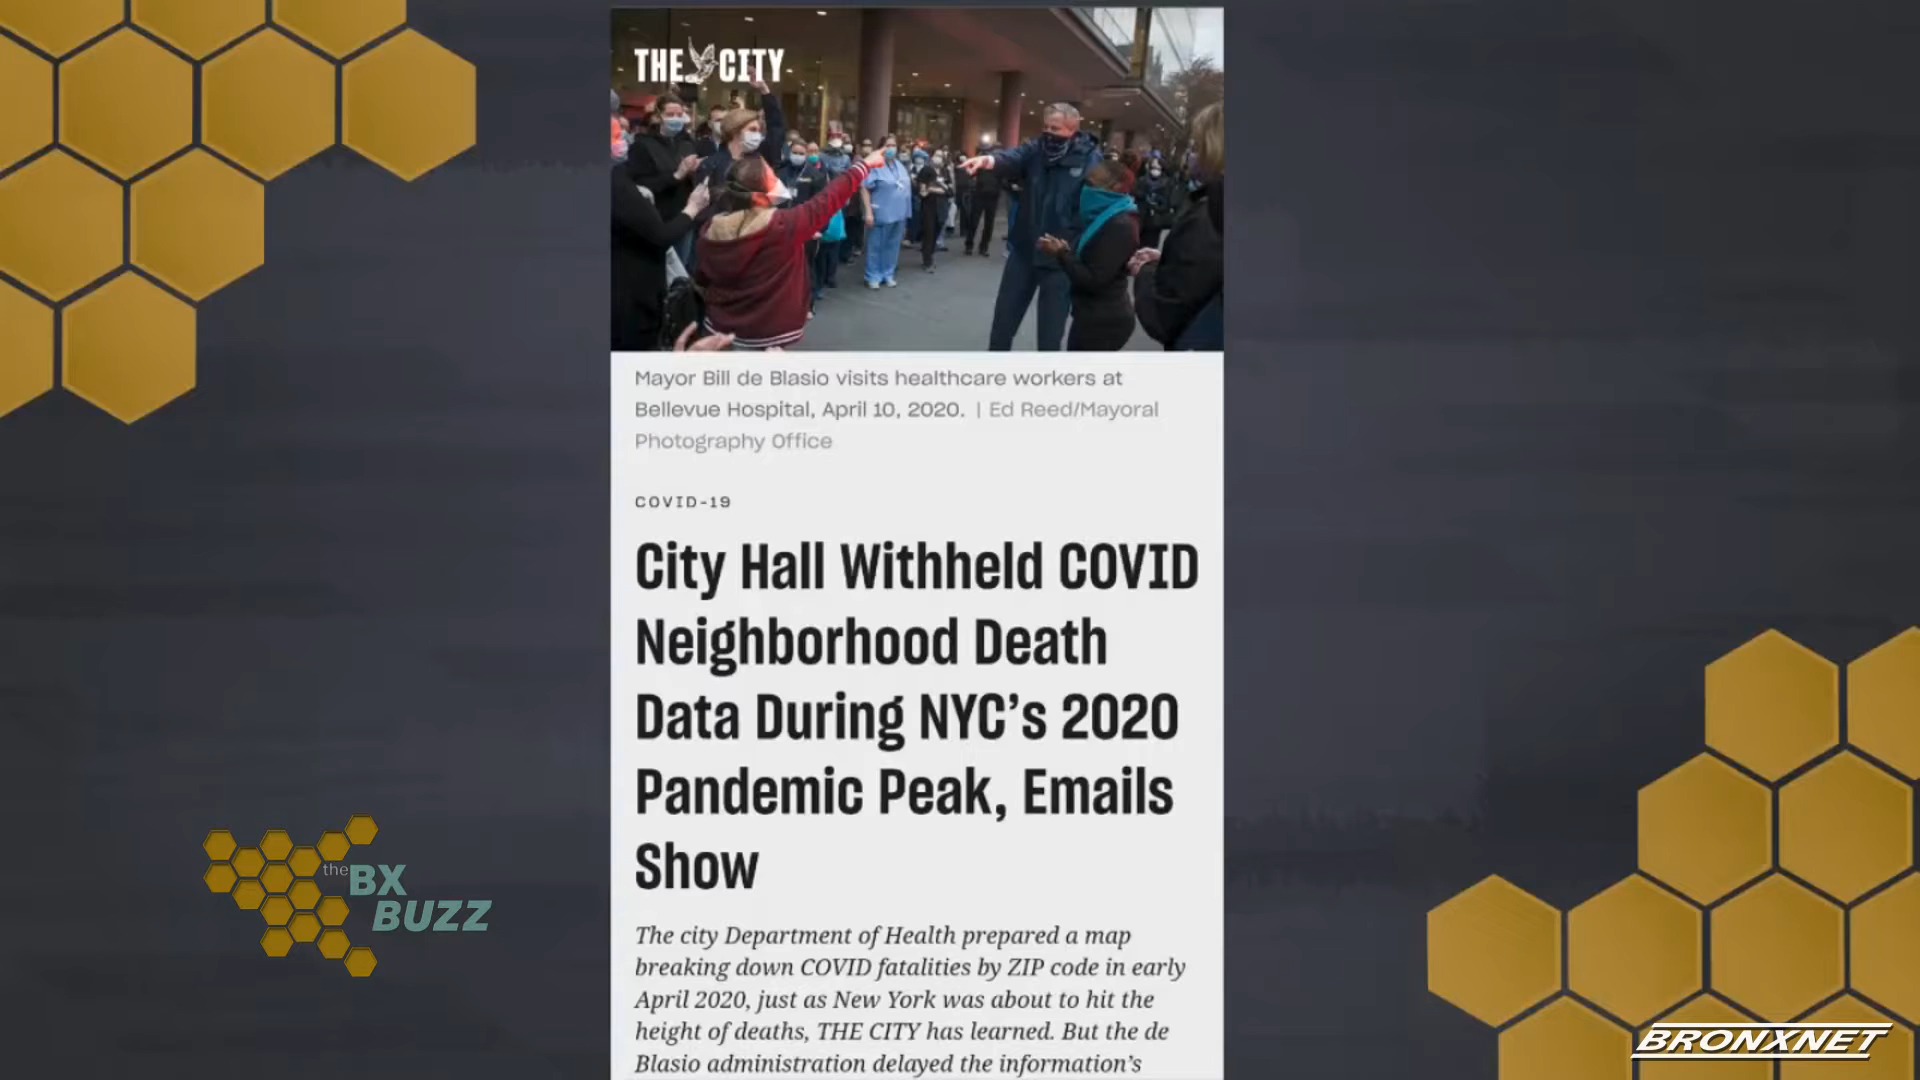 THE CITY
Mayor Bill de Blasio visits healthcare workers at
Bellevue Hospital, April 10, 2020. | Ed Reed/Mayoral
Photography Office
COVID-19
City Hall Withheld COVID
Neighborhood Death
Data During NYC’s 2020
Pandemic Peak, Emails
Show
The city Department of Health prepared a map
breaking down COVID fatalities by ZIP code in early
April 2020, just as New York was about to hit the
height of deaths, THE CITY has learned. But the de
Blasio administration delayed the information’s
the BX
BUZZ
BRONXNET